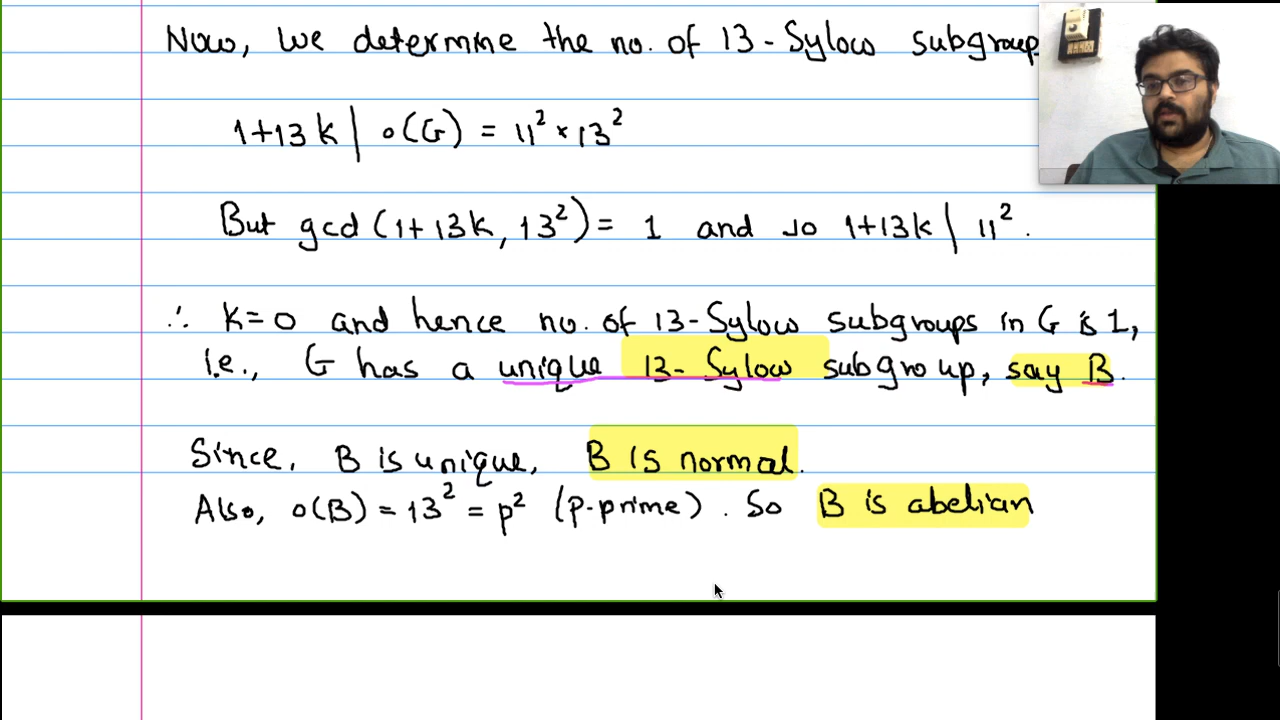 Now, we determine the no. of 13-Sylow subgroup
1+13k | o(G) = 11² × 13²
But gcd (1+13k, 13²) = 1 and so 1+13k | 11².
∴ k=0 and hence no. of 13-Sylow subgroups in G is 1,
i.e., G has a unique 13-Sylow subgroup, say B.
Since, B is unique, B is normal.
Also, o(B) = 13² = p² (p-prime). So B is abelian